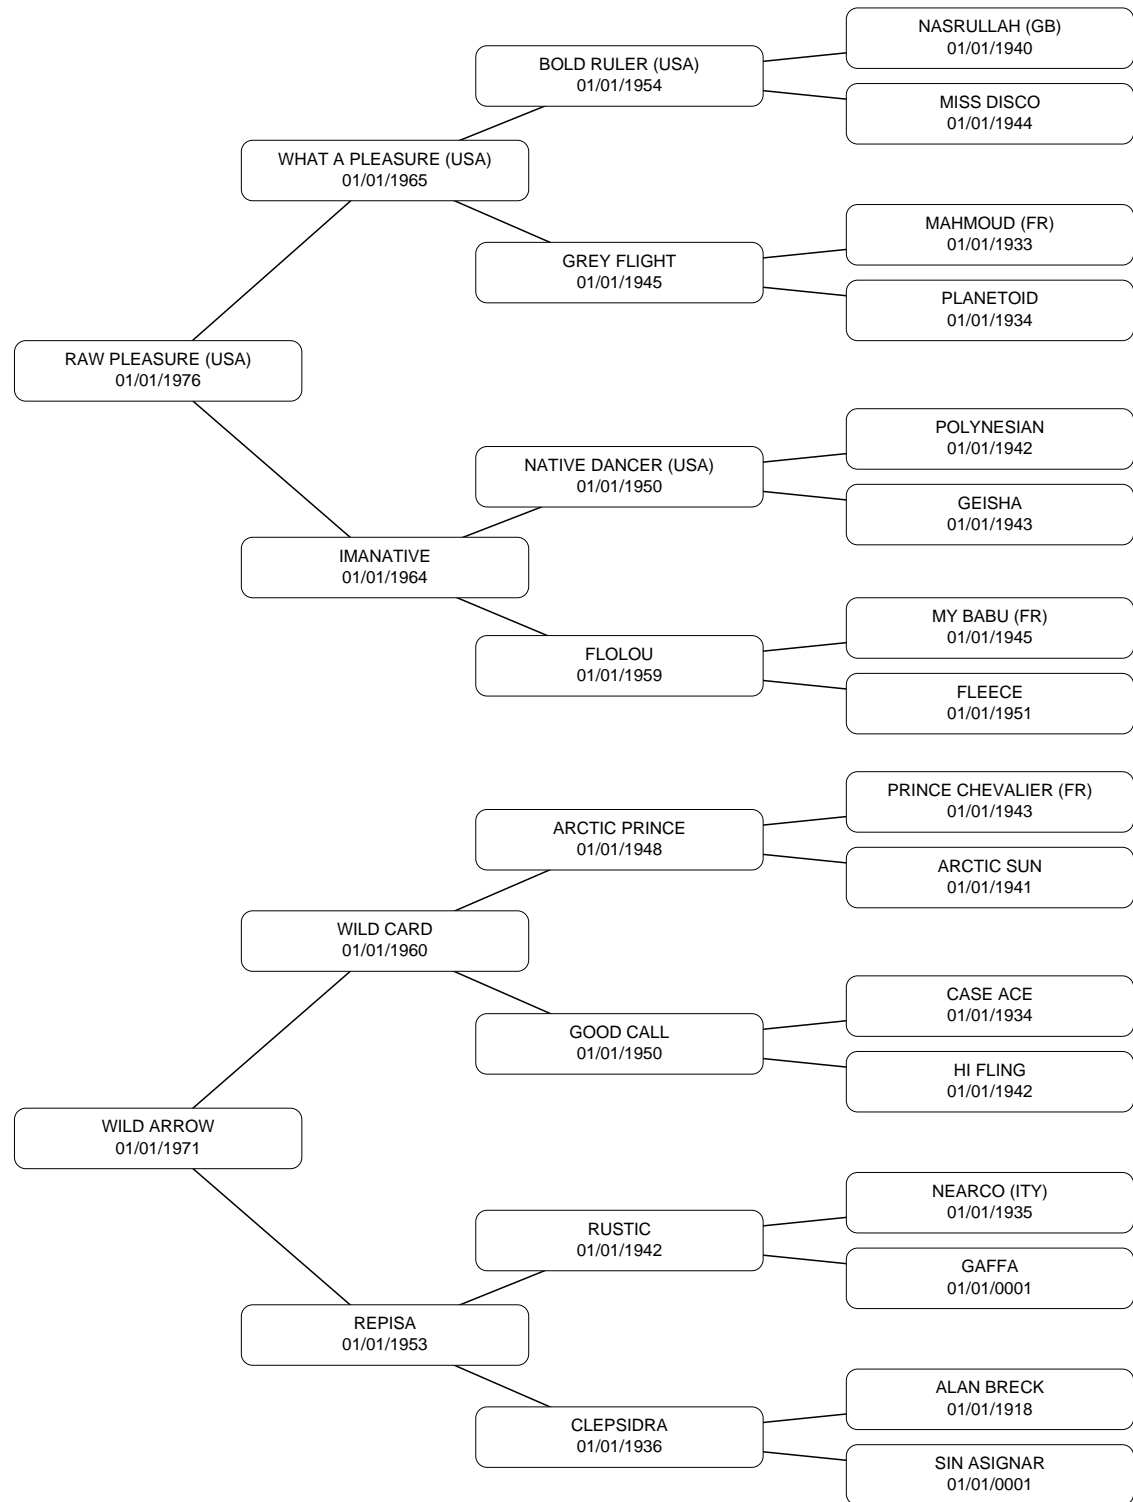 NASRULLAH (GB)
01/01/1940
BOLD RULER (USA)
01/01/1954
MISS DISCO
01/01/1944
WHAT A PLEASURE (USA)
01/01/1965
MAHMOUD (FR)
01/01/1933
GREY FLIGHT
01/01/1945
PLANETOID
01/01/1934
RAW PLEASURE (USA)
01/01/1976
POLYNESIAN
01/01/1942
NATIVE DANCER (USA)
01/01/1950
GEISHA
01/01/1943
IMANATIVE
01/01/1964
MY BABU (FR)
01/01/1945
FLOLOU
01/01/1959
FLEECE
01/01/1951
PRINCE CHEVALIER (FR)
01/01/1943
ARCTIC PRINCE
01/01/1948
ARCTIC SUN
01/01/1941
WILD CARD
01/01/1960
CASE ACE
01/01/1934
GOOD CALL
01/01/1950
HI FLING
01/01/1942
WILD ARROW
01/01/1971
NEARCO (ITY)
01/01/1935
RUSTIC
01/01/1942
GAFFA
01/01/0001
REPISA
01/01/1953
ALAN BRECK
01/01/1918
CLEPSIDRA
01/01/1936
SIN ASIGNAR
01/01/0001